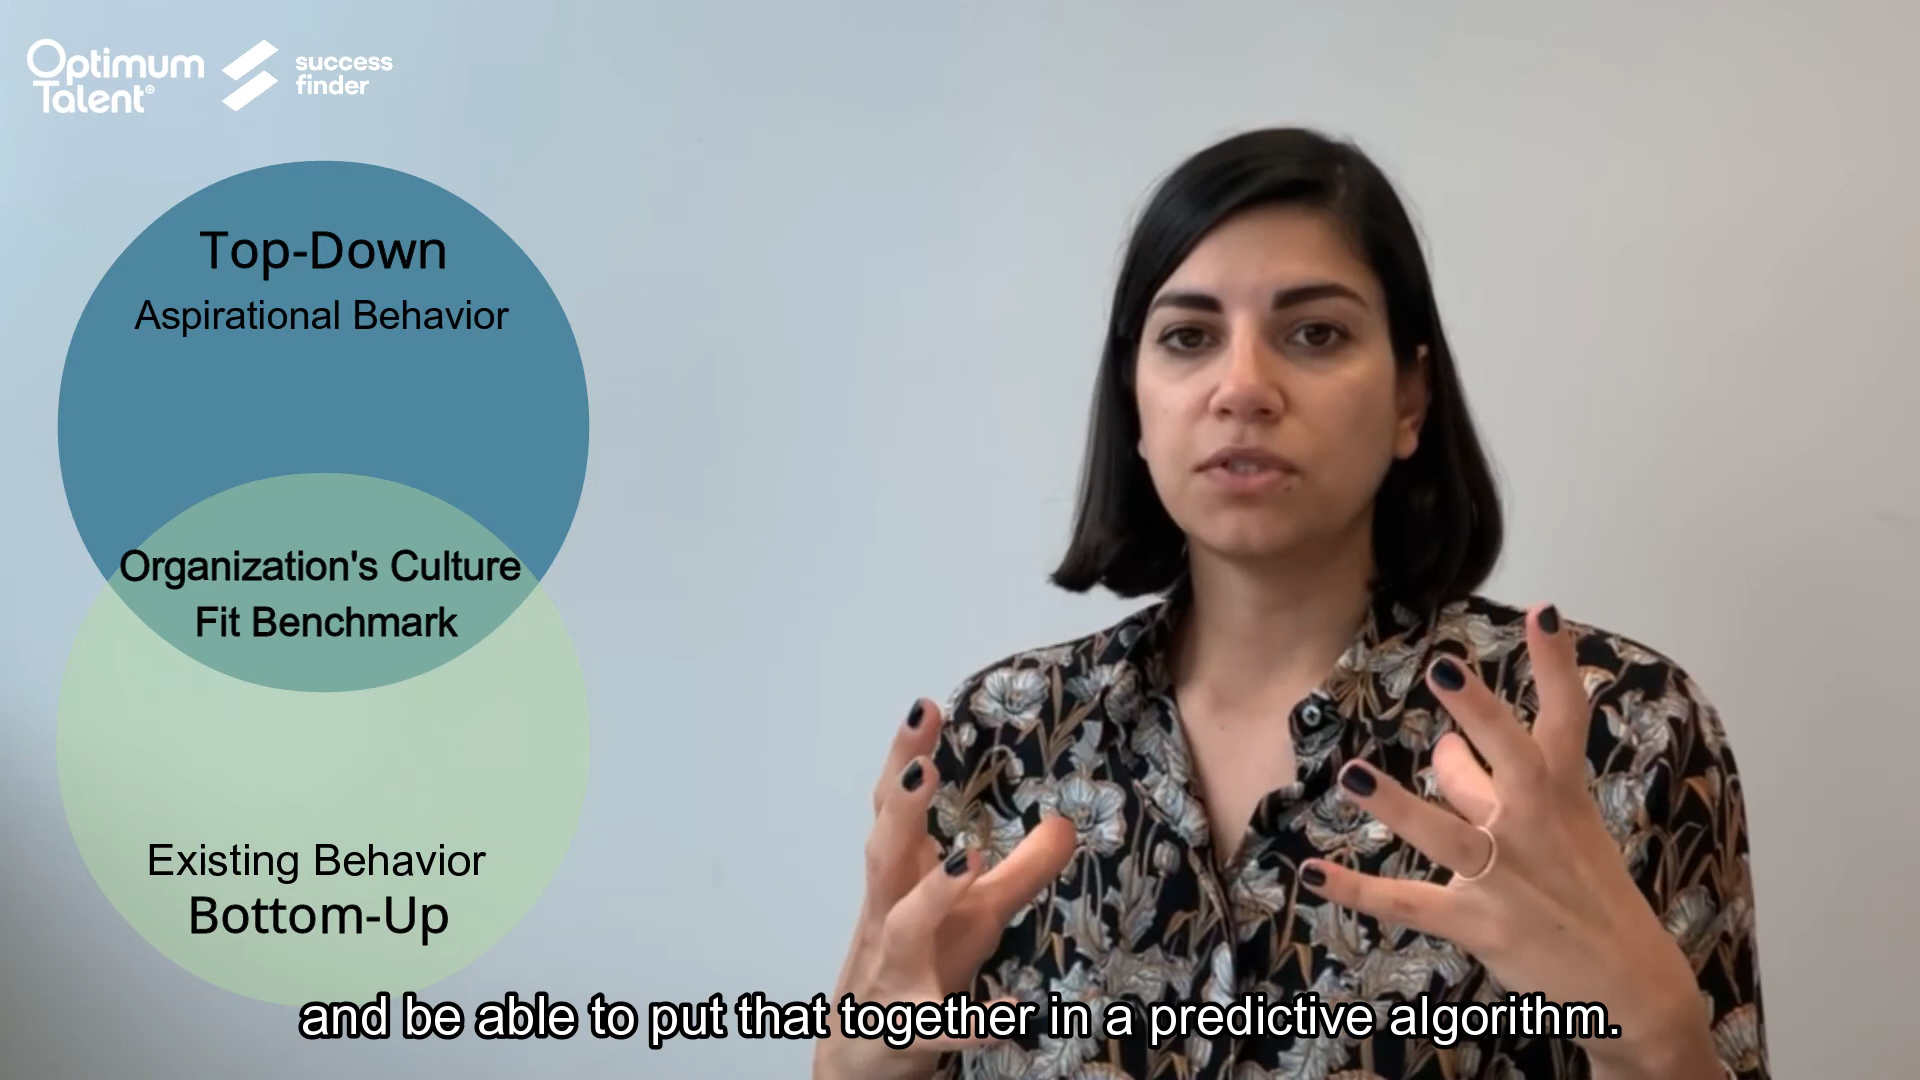 Optimum
Talent®
success
finder
Top-Down
Aspirational Behavior
Organization's Culture
Fit Benchmark
Existing Behavior
Bottom-Up
and be able to put that together in a predictive algorithm.